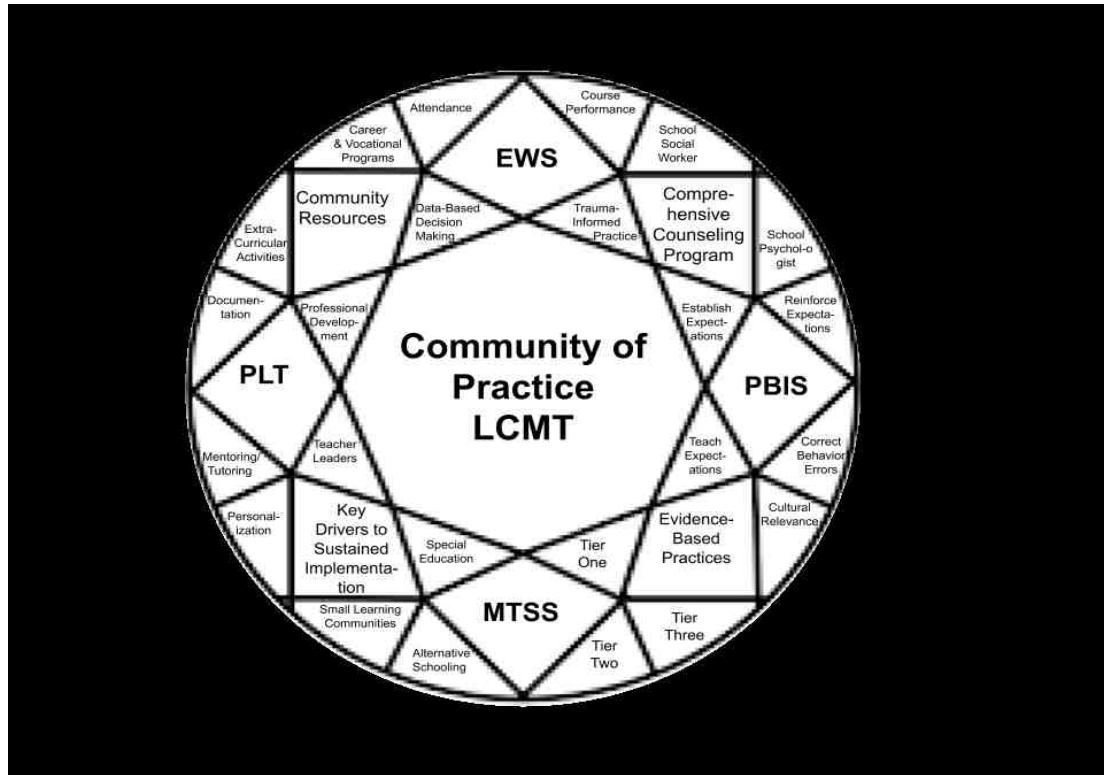 Attendance
Course
Performance
Career
& Vocational
Programs
School
Social
Worker
EWS
Community
Resources
Data-Based
Decision
Making
Trauma-
Informed
Practice
Compre-
hensive
Counseling
Program
Extra-
Curricular
Activities
School
Psychol-o
gist
Documen-
tation
Professional
Develop-
ment
Establish
Expect-
ations
Reinforce
Expecta-
tions
PLT
Community of
Practice
LCMT
PBIS
Mentoring/
Tutoring
Teacher
Leaders
Teach
Expect-
ations
Correct
Behavior
Errors
Personal-
ization
Key
Drivers to
Sustained
Implementa-
tion
Special
Education
Tier
One
Evidence-
Based
Practices
Cultural
Relevance
Small Learning
Communities
MTSS
Tier
Three
Alternative
Schooling
Tier
Two